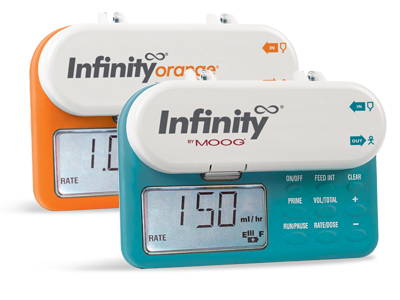 Infinity orange®
IN
1.0
RATE
Infinity®
BY MOOG®
IN
OUT
ON/OFF FEED INT CLEAR
PRIME VOL/TOTAL +
RUN/PAUSE RATE/DOSE −
150
ml/hr
RATE
E F